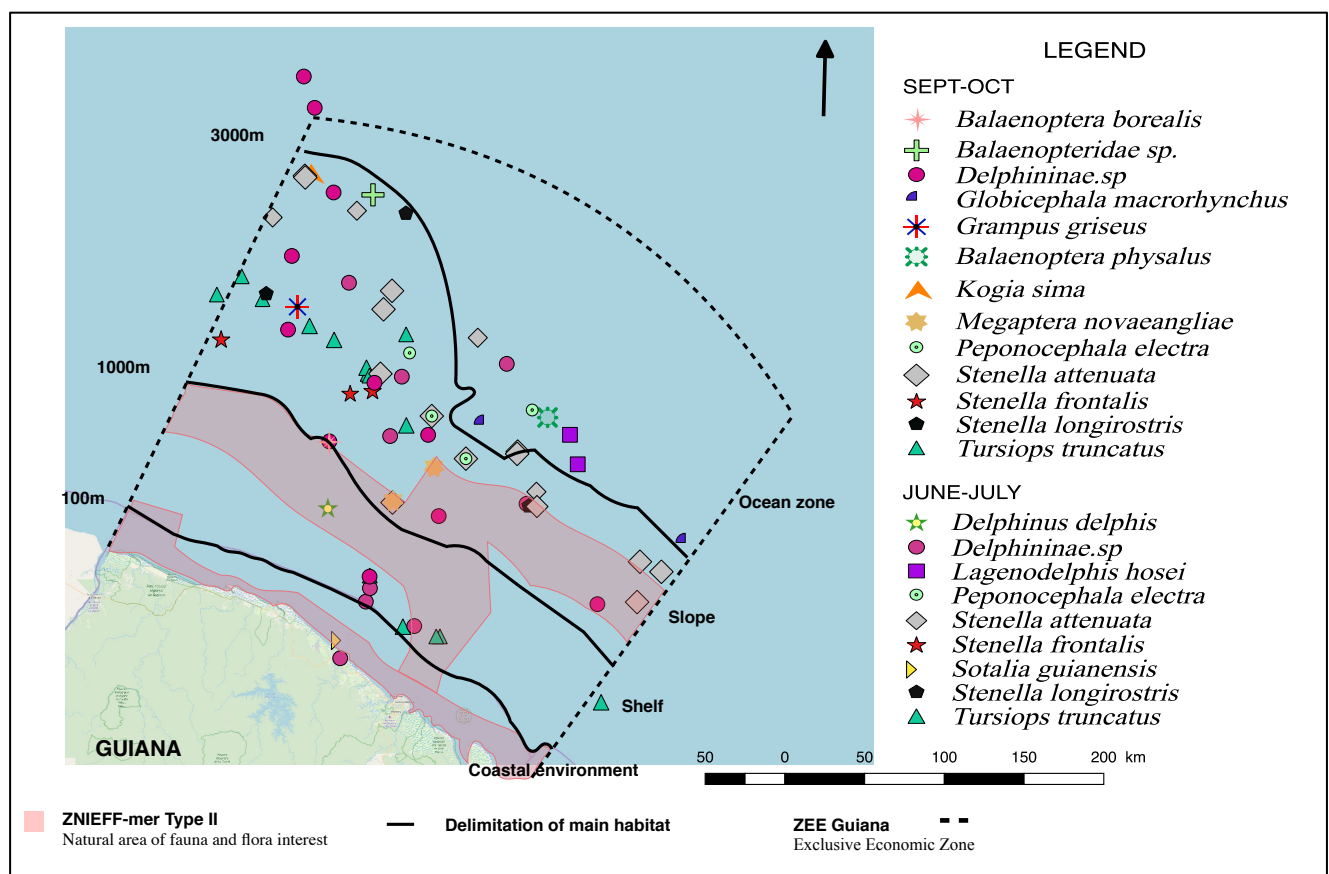 3000m
1000m
100m
Ocean zone
Slope
Shelf
Coastal environment
GUIANA
LEGEND
SEPT-OCT
Balaenoptera borealis
Balaenopteridae sp.
Delphininae.sp
Globicephala macrorhynchus
Grampus griseus
Balaenoptera physalus
Kogia sima
Megaptera novaeangliae
Peponocephala electra
Stenella attenuata
Stenella frontalis
Stenella longirostris
Tursiops truncatus
JUNE-JULY
Delphinus delphis
Delphininae.sp
Lagenodelphis hosei
Peponocephala electra
Stenella attenuata
Stenella frontalis
Sotalia guianensis
Stenella longirostris
Tursiops truncatus
50 0 50 100 150 200 km
ZNIEFF-mer Type II
Natural area of fauna and flora interest
Delimitation of main habitat
ZEE Guiana
Exclusive Economic Zone